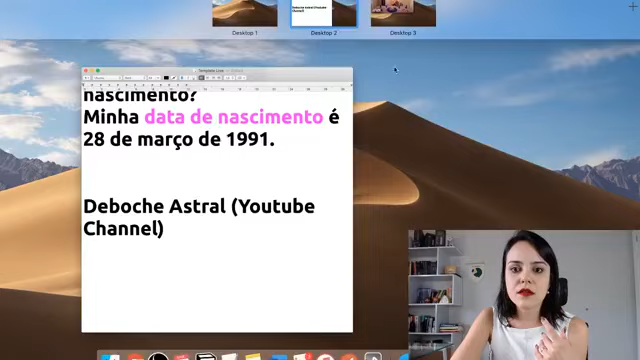 Desktop 1
Desktop 2
Desktop 3
nascimento?
Minha data de nascimento é
28 de março de 1991.
Deboche Astral (Youtube
Channel)